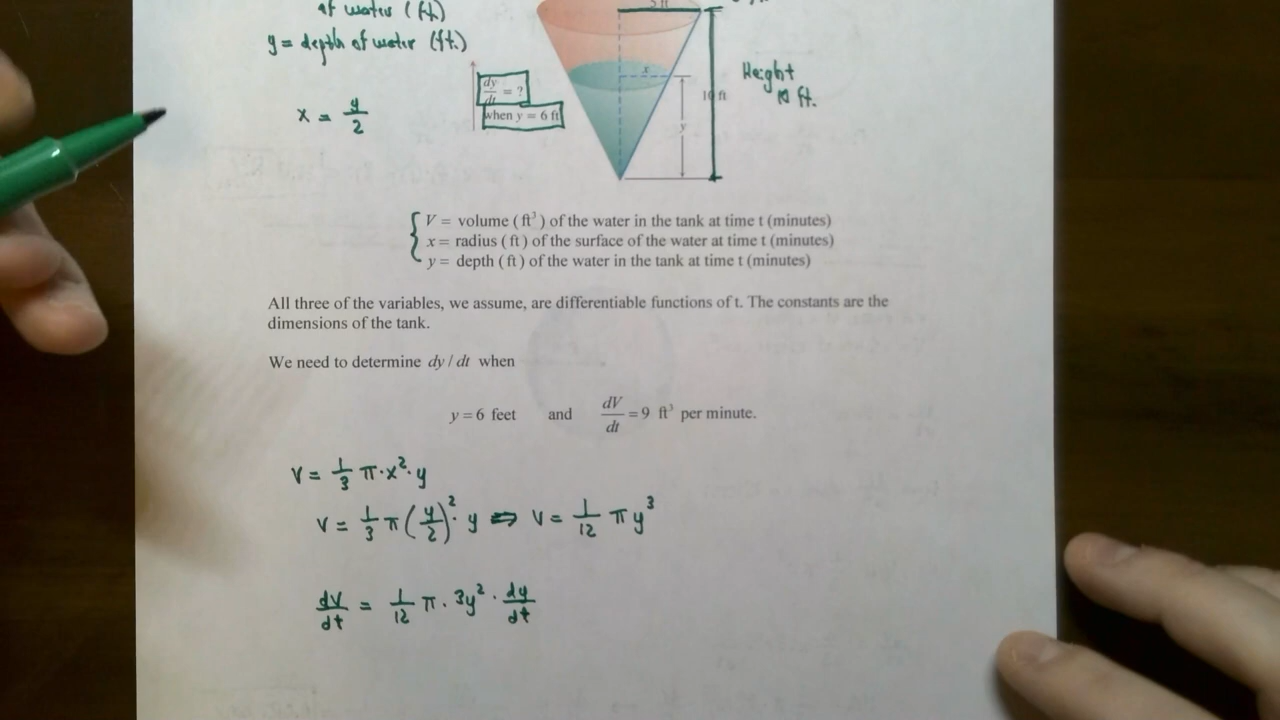 of water (ft)
y = depth of water (ft.)
x = y/2
5 ft
x
y
10 ft
Height
10 ft.
dy/dt = ?
when y = 6 ft
V = volume (ft³) of the water in the tank at time t (minutes)
x = radius (ft) of the surface of the water at time t (minutes)
y = depth (ft) of the water in the tank at time t (minutes)
All three of the variables, we assume, are differentiable functions of t. The constants are the
dimensions of the tank.
We need to determine dy / dt when
y = 6 feet and dV/dt = 9 ft³ per minute.
V = 1/3 π · x² · y
V = 1/3 π (y/2)² · y ⇔ V = 1/12 π y³
dV/dt = 1/12 π · 3y² · dy/dt